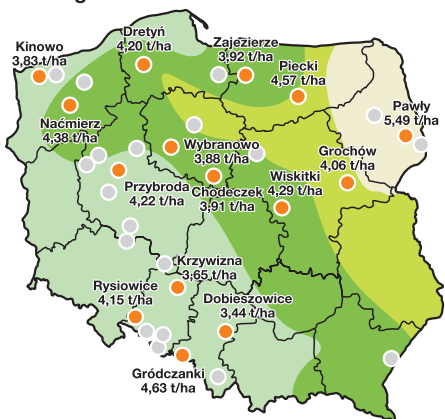 Dretyń
4,20 t/ha
Kinowo
3,83 t/ha
Zajezierze
3,92 t/ha
Piecki
4,57 t/ha
Pawły
5,49 t/ha
Naćmierz
4,38 t/ha
Wybranowo
3,88 t/ha
Grochów
4,06 t/ha
Przybroda
4,22 t/ha
Chodeczek
3,91 t/ha
Wiskitki
4,29 t/ha
Krzywizna
3,65 t/ha
Rysiowice
4,15 t/ha
Dobieszowice
3,44 t/ha
Gródczanki
4,63 t/ha